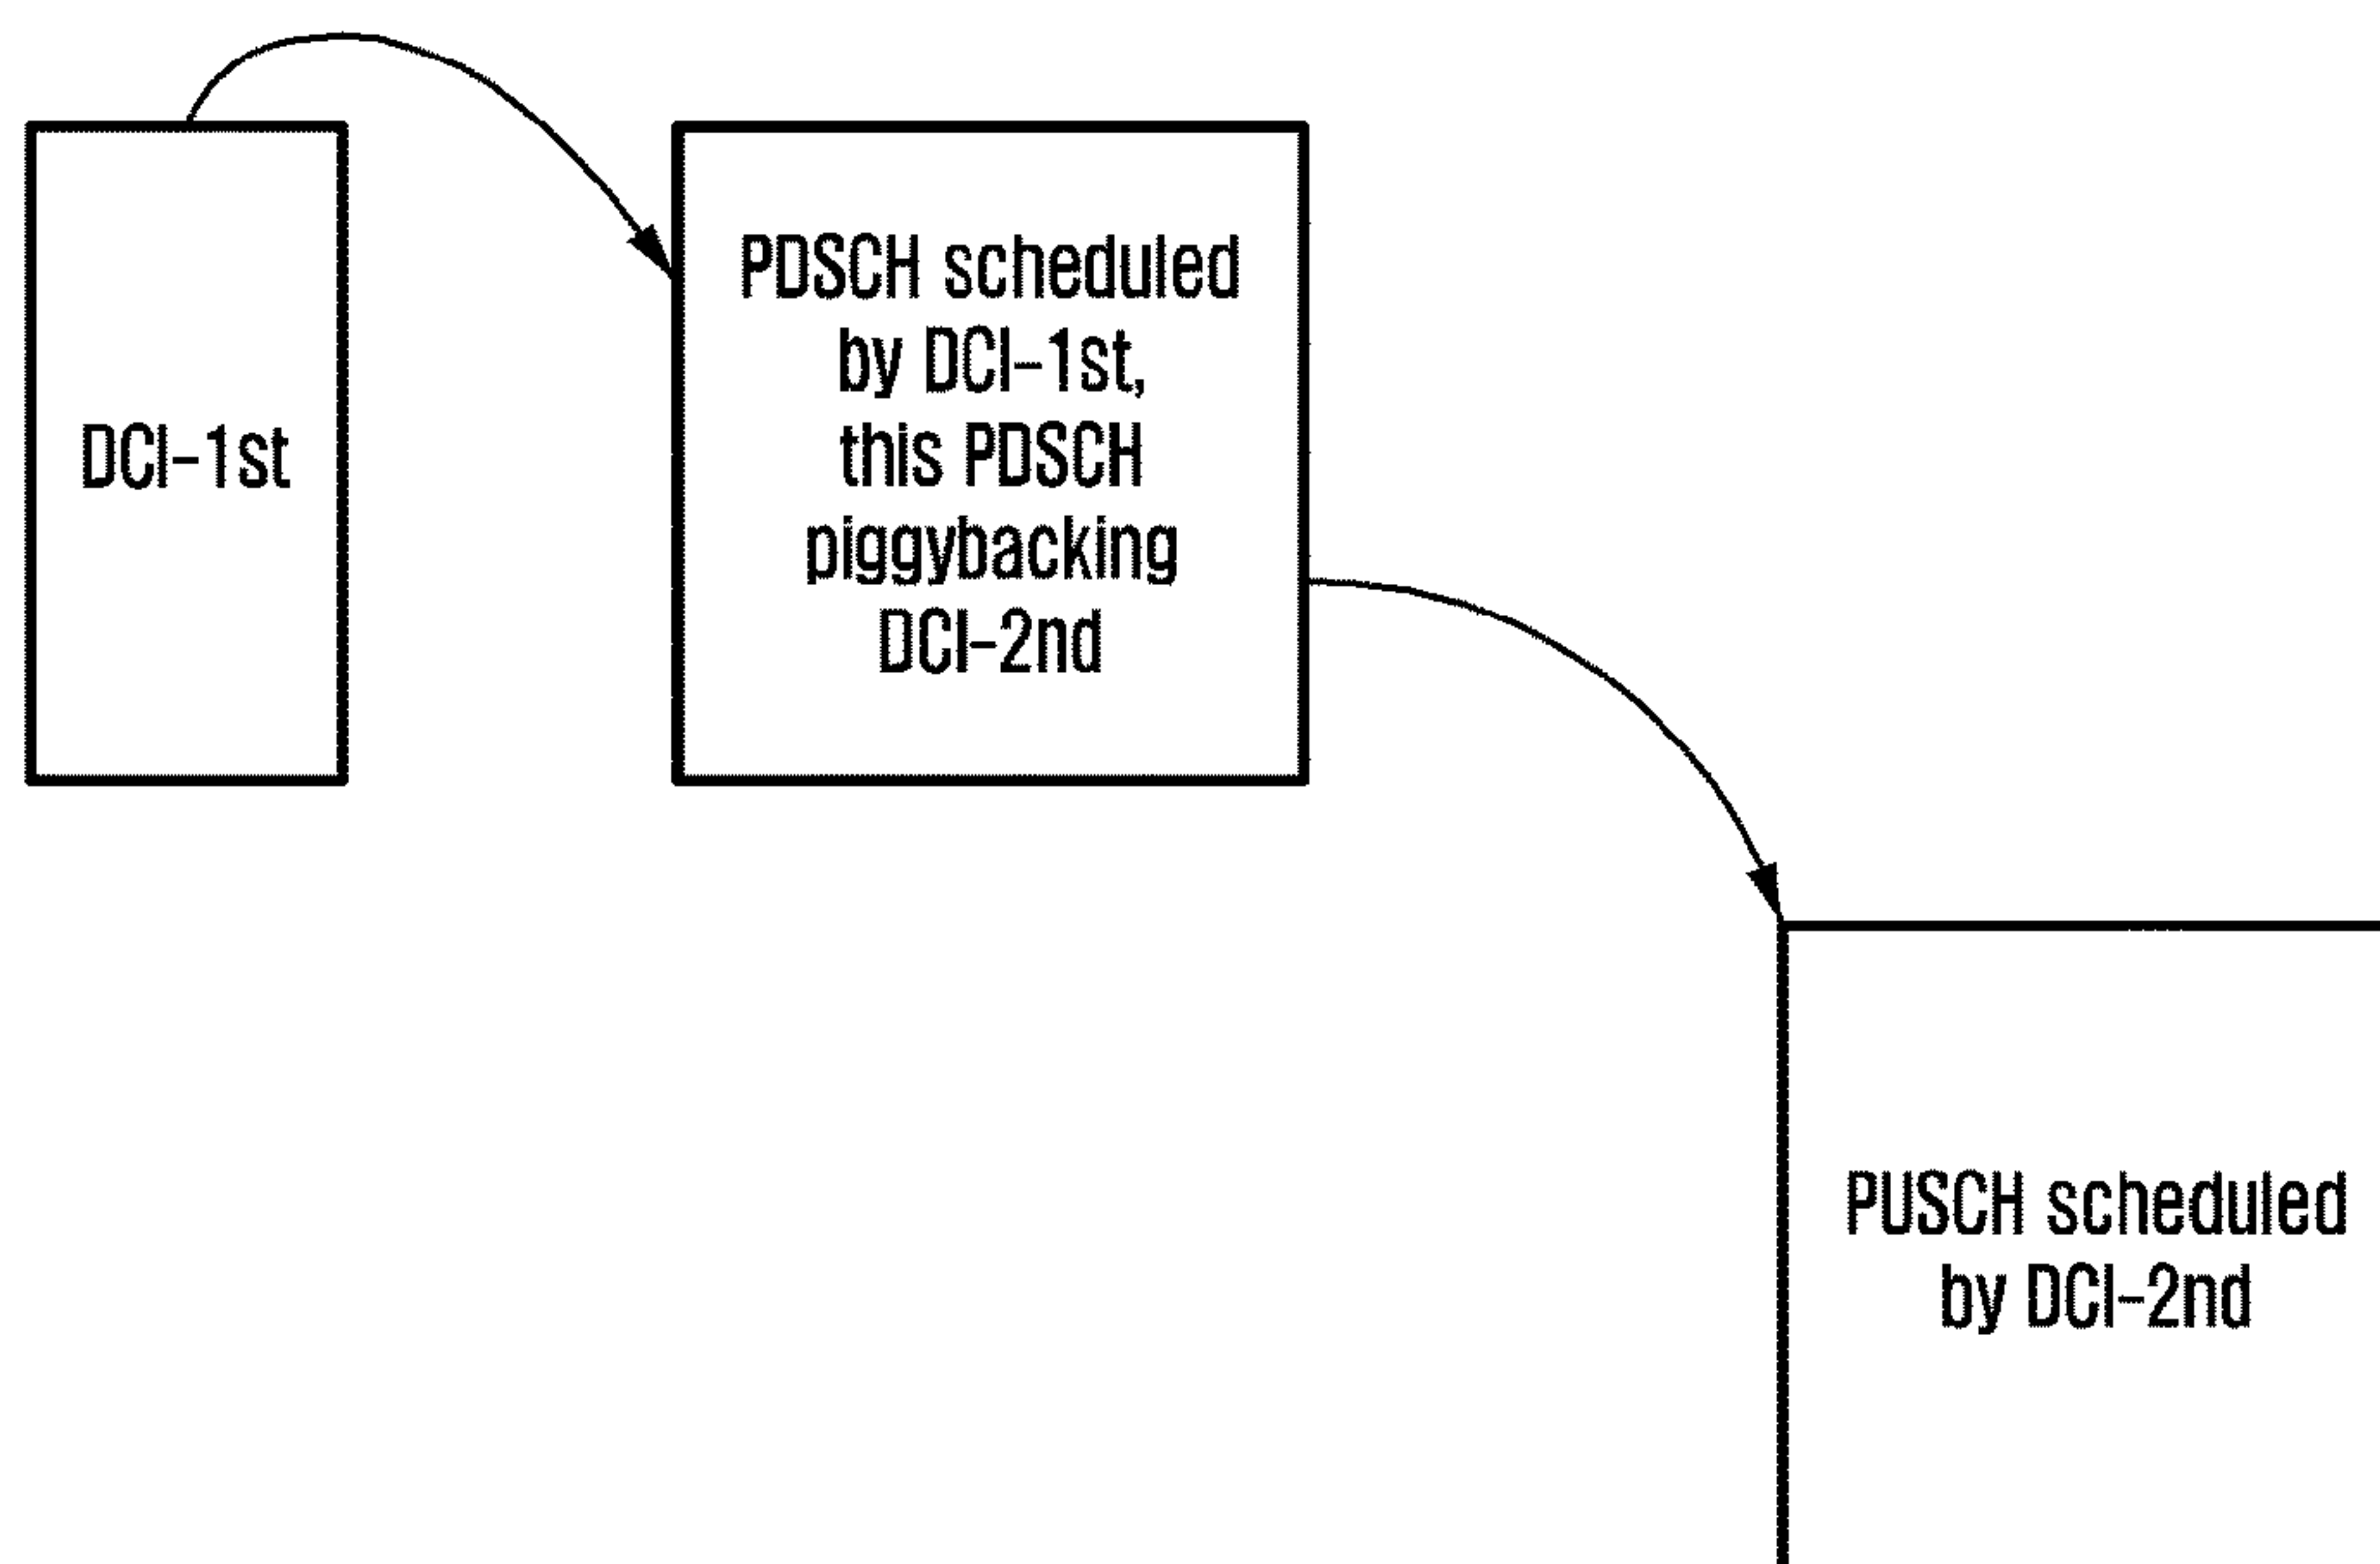 DCI-1st
PDSCH scheduled
by DCI-1st,
this PDSCH
piggybacking
DCI-2nd
PUSCH scheduled
by DCI-2nd